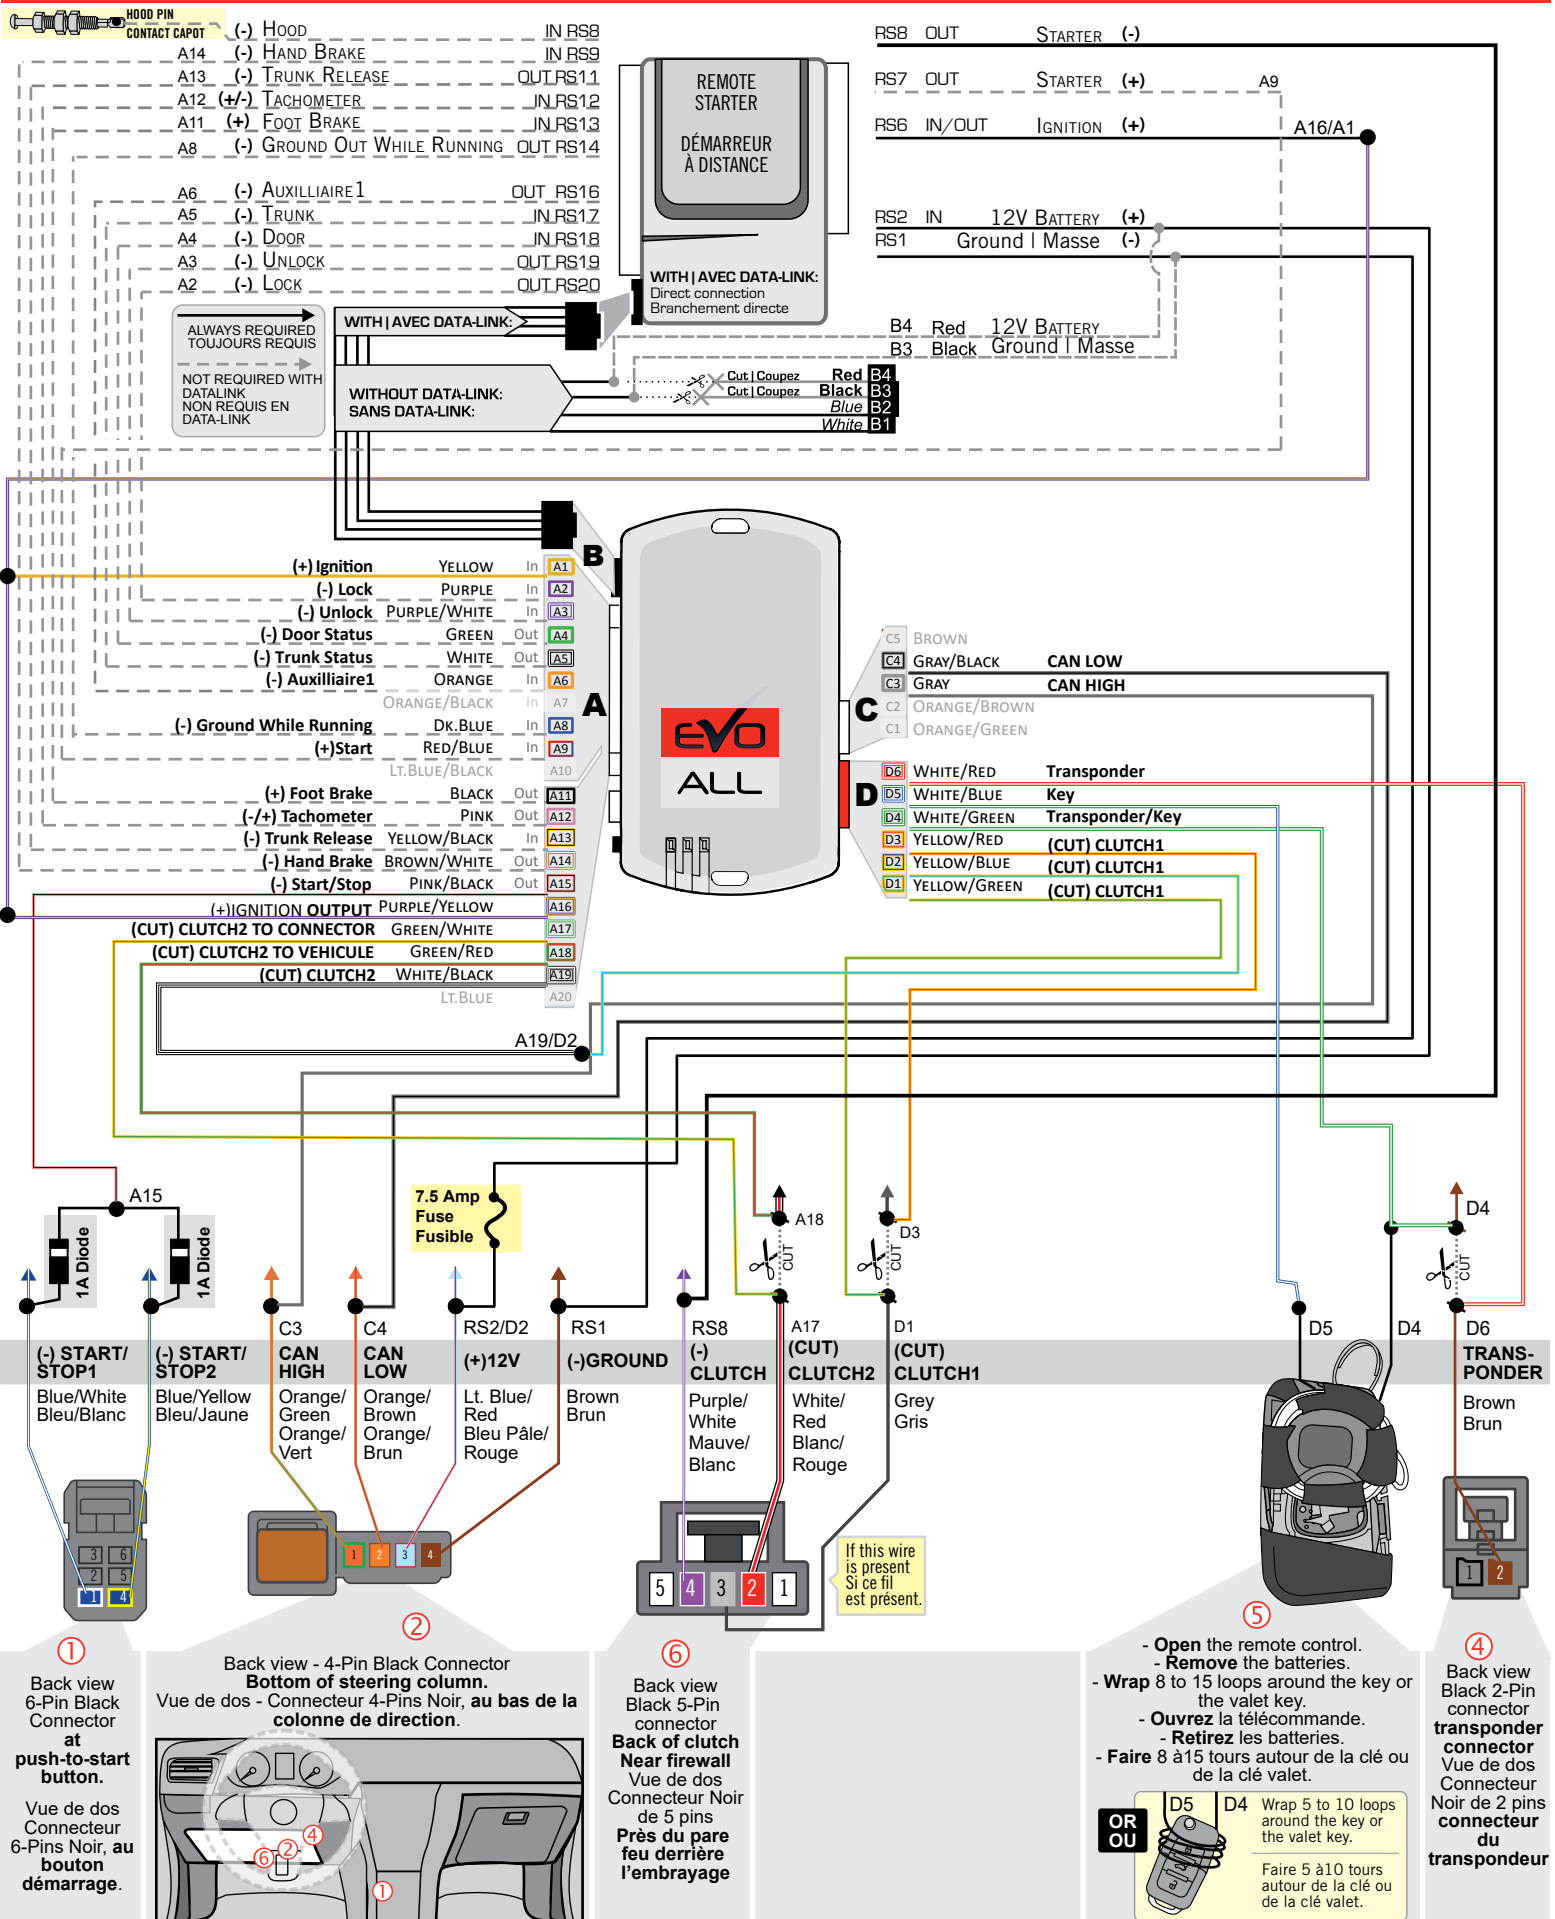 HOOD PIN
CONTACT CAPOT
(-) HOOD IN RS8
A14 (-) HAND BRAKE IN RS9
A13 (-) TRUNK RELEASE OUT RS11
A12 (+/-) TACHOMETER IN RS12
A11 (+) FOOT BRAKE IN RS13
A8 (-) GROUND OUT WHILE RUNNING OUT RS14
A6 (-) AUXILLIAIRE1 OUT RS16
A5 (-) TRUNK IN RS17
A4 (-) DOOR IN RS18
A3 (-) UNLOCK OUT RS19
A2 (-) LOCK OUT RS20
REMOTE
STARTER
DÉMARREUR
À DISTANCE
WITH | AVEC DATA-LINK:
Direct connection
Branchement directe
RS8 OUT STARTER (-)
RS7 OUT STARTER (+) A9
RS6 IN/OUT IGNITION (+) A16/A1
RS2 IN 12V BATTERY (+)
RS1 Ground | Masse (-)
ALWAYS REQUIRED
TOUJOURS REQUIS
NOT REQUIRED WITH
DATALINK
NON REQUIS EN
DATA-LINK
WITH | AVEC DATA-LINK:
WITHOUT DATA-LINK:
SANS DATA-LINK:
B4 Red 12V BATTERY
B3 Black Ground | Masse
Cut | Coupez Red B4
Cut | Coupez Black B3
Blue B2
White B1
B
A
(+) Ignition YELLOW In A1
(-) Lock PURPLE In A2
(-) Unlock PURPLE/WHITE In A3
(-) Door Status GREEN Out A4
(-) Trunk Status WHITE Out A5
(-) Auxilliaire1 ORANGE In A6
ORANGE/BLACK In A7
(-) Ground While Running DK.BLUE In A8
(+)Start RED/BLUE In A9
LT.BLUE/BLACK A10
(+) Foot Brake BLACK Out A11
(-/+) Tachometer PINK Out A12
(-) Trunk Release YELLOW/BLACK In A13
(-) Hand Brake BROWN/WHITE Out A14
(-) Start/Stop PINK/BLACK Out A15
(+)IGNITION OUTPUT PURPLE/YELLOW A16
(CUT) CLUTCH2 TO CONNECTOR GREEN/WHITE A17
(CUT) CLUTCH2 TO VEHICULE GREEN/RED A18
(CUT) CLUTCH2 WHITE/BLACK A19
LT.BLUE A20
EVO
ALL
C
C5 BROWN
C4 GRAY/BLACK CAN LOW
C3 GRAY CAN HIGH
C2 ORANGE/BROWN
C1 ORANGE/GREEN
D
D6 WHITE/RED Transponder
D5 WHITE/BLUE Key
D4 WHITE/GREEN Transponder/Key
D3 YELLOW/RED (CUT) CLUTCH1
D2 YELLOW/BLUE (CUT) CLUTCH1
D1 YELLOW/GREEN (CUT) CLUTCH1
A19/D2
A15
1A Diode
1A Diode
7.5 Amp
Fuse
Fusible
A18
CUT
D3
CUT
D4
CUT
C3
C4
RS2/D2
RS1
RS8
A17
D1
D5
D4
D6
(-) START/
STOP1
Blue/White
Bleu/Blanc
(-) START/
STOP2
Blue/Yellow
Bleu/Jaune
CAN
HIGH
Orange/
Green
Orange/
Vert
CAN
LOW
Orange/
Brown
Orange/
Brun
(+)12V
Lt. Blue/
Red
Bleu Pâle/
Rouge
(-)GROUND
Brown
Brun
(-)
CLUTCH
Purple/
White
Mauve/
Blanc
(CUT)
CLUTCH2
White/
Red
Blanc/
Rouge
(CUT)
CLUTCH1
Grey
Gris
TRANS-
PONDER
Brown
Brun
3 6
2 5
1 4
1 2 3 4
5 4 3 2 1
If this wire
is present
Si ce fil
est présent.
1 2
①
Back view
6-Pin Black
Connector
at
push-to-start
button.
Vue de dos
Connecteur
6-Pins Noir, au
bouton
démarrage.
②
Back view - 4-Pin Black Connector
Bottom of steering column.
Vue de dos - Connecteur 4-Pins Noir, au bas de la
colonne de direction.
④
②
⑥
①
⑥
Back view
Black 5-Pin
connector
Back of clutch
Near firewall
Vue de dos
Connecteur Noir
de 5 pins
Près du pare
feu derrière
l'embrayage
⑤
- Open the remote control.
- Remove the batteries.
- Wrap 8 to 15 loops around the key or
the valet key.
- Ouvrez la télécommande.
- Retirez les batteries.
- Faire 8 à15 tours autour de la clé ou
de la clé valet.
OR
OU
D5 D4
Wrap 5 to 10 loops
around the key or
the valet key.
Faire 5 à10 tours
autour de la clé ou
de la clé valet.
④
Back view
Black 2-Pin
connector
transponder
connector
Vue de dos
Connecteur
Noir de 2 pins
connecteur
du
transpondeur